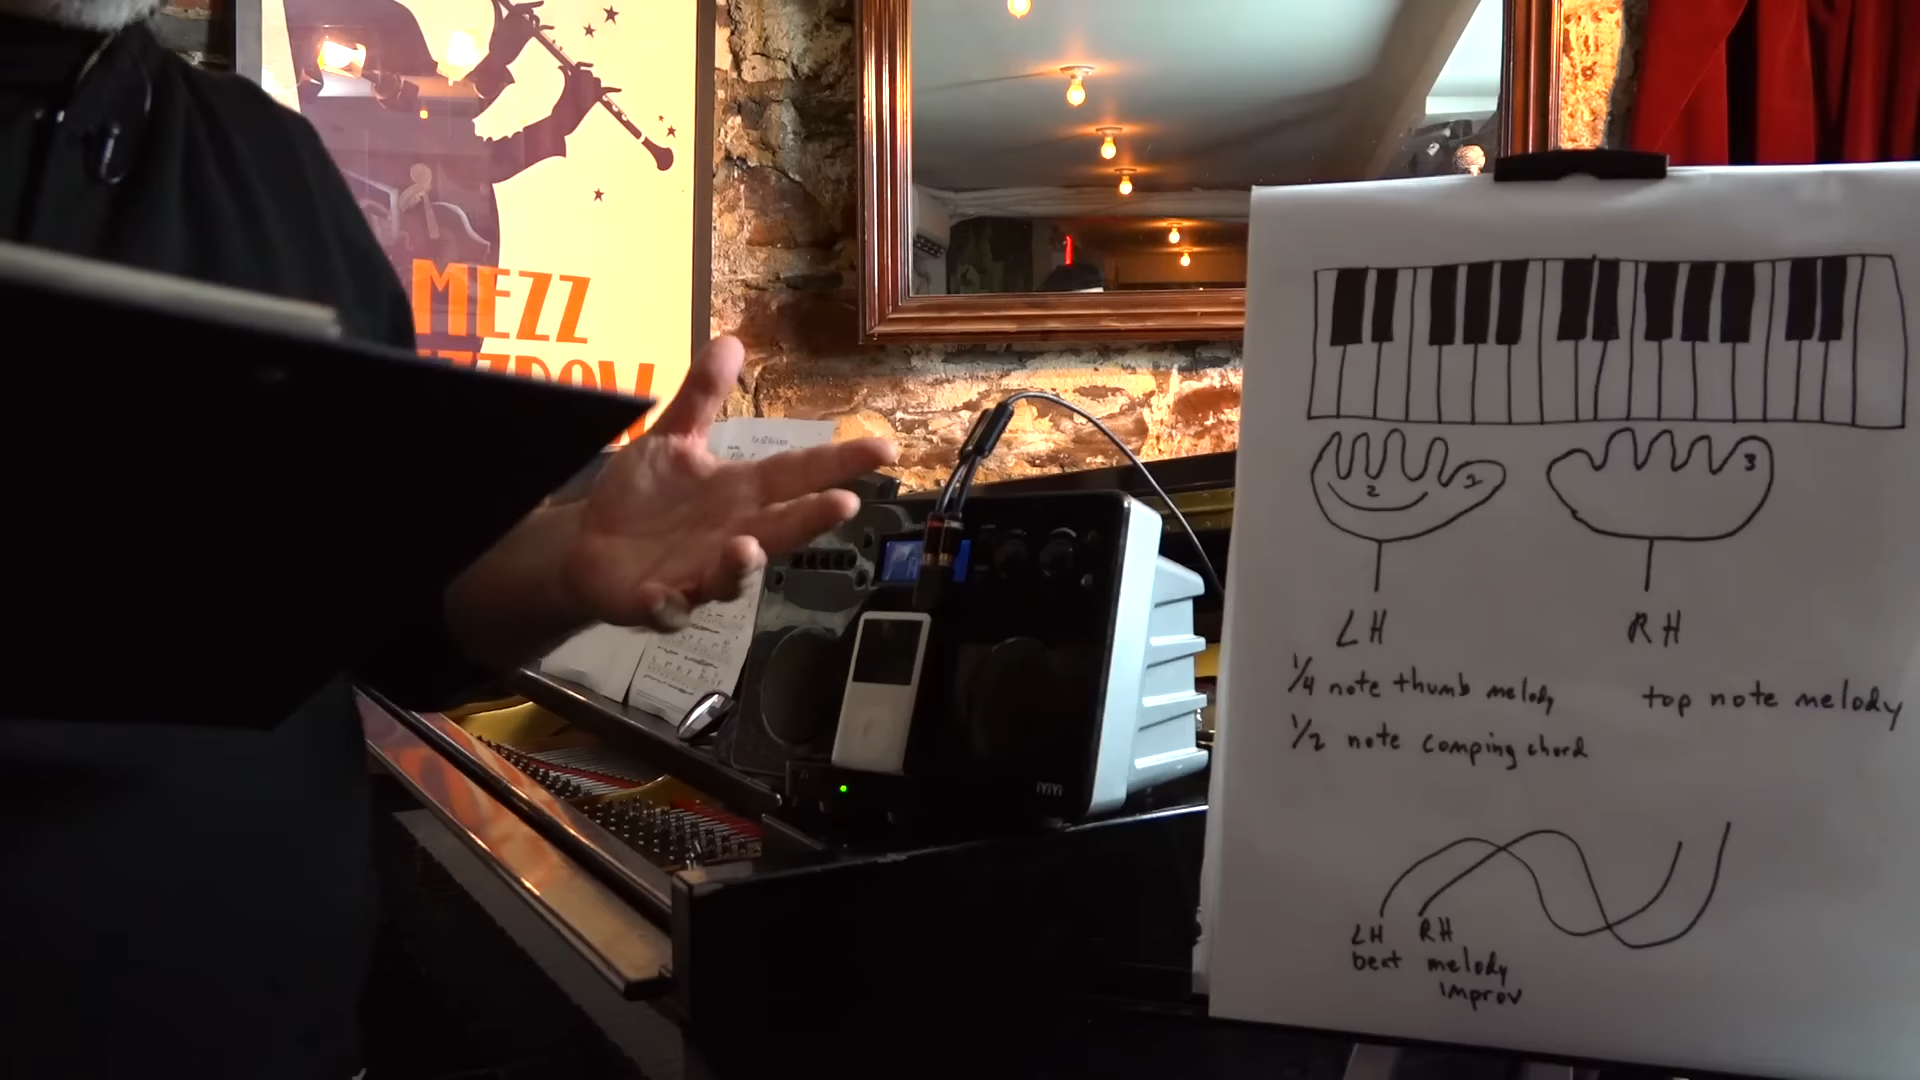 MEZZ
MEZZROW
2
1
3
LH
RH
1/4 note thumb melody
top note melody
1/2 note comping chord
LH RH
beat melody
improv